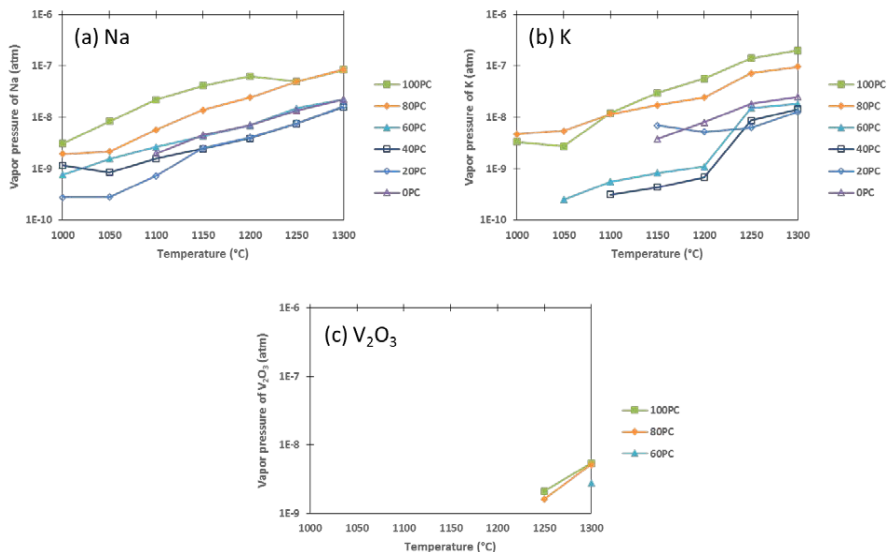 (a) Na
1E-6
1E-7
1E-8
1E-9
1E-10
Vapor pressure of Na (atm)
1000 1050 1100 1150 1200 1250 1300
Temperature (°C)
100PC
80PC
60PC
40PC
20PC
0PC
(b) K
1E-6
1E-7
1E-8
1E-9
1E-10
Vapor pressure of K (atm)
1000 1050 1100 1150 1200 1250 1300
Temperature (°C)
100PC
80PC
60PC
40PC
20PC
0PC
(c) V₂O₃
1E-6
1E-7
1E-8
1E-9
Vapor pressure of V₂O₃ (atm)
1000 1050 1100 1150 1200 1250 1300
Temperature (°C)
100PC
80PC
60PC